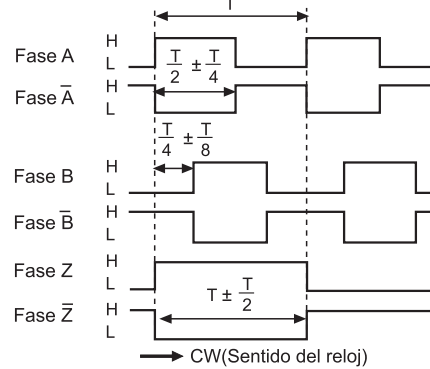 T
H
Fase A
L
T/2 ± T/4
H
Fase A̅
L
T/4 ± T/8
H
Fase B
L
H
Fase B̅
L
H
Fase Z
L
T ± T/2
H
Fase Z̅
L
CW(Sentido del reloj)